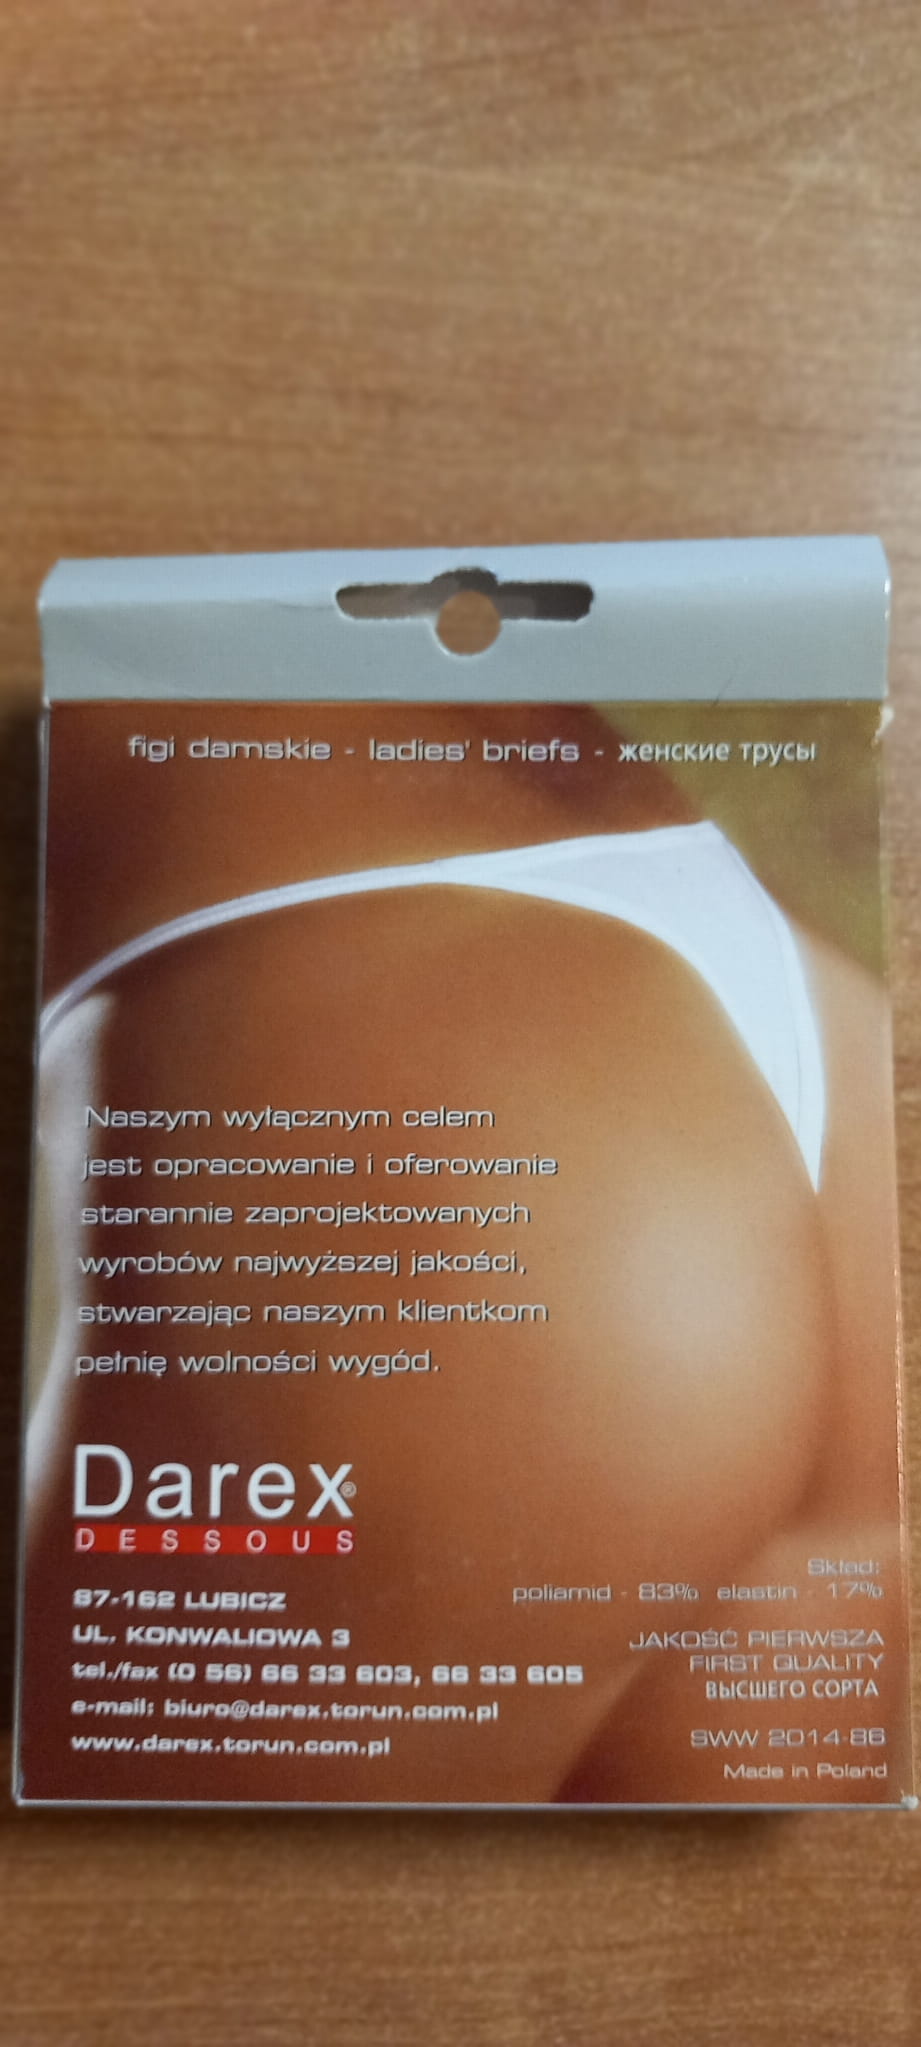 figi damskie - ladies' briefs - женские трусы
Naszym wyłącznym celem
jest opracowanie i oferowanie
starannie zaprojektowanych
wyrobów najwyższej jakości,
stwarzając naszym klientkom
pełnię wolności wygód.
Darex®
DESSOUS
87-162 LUBICZ
UL. KONWALIOWA 3
tel./fax (0 56) 66 33 603, 66 33 605
e-mail: biuro@darex.torun.com.pl
www.darex.torun.com.pl
Skład:
poliamid - 83% elastin - 17%
JAKOŚĆ PIERWSZA
FIRST QUALITY
ВЫСШЕГО СОРТА
SWW 2014-86
Made in Poland